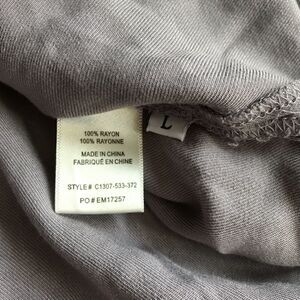 100% RAYON
100% RAYONNE
MADE IN CHINA
FABRIQUÉ EN CHINE
STYLE# C1307-533-372
PO# EM17257
L